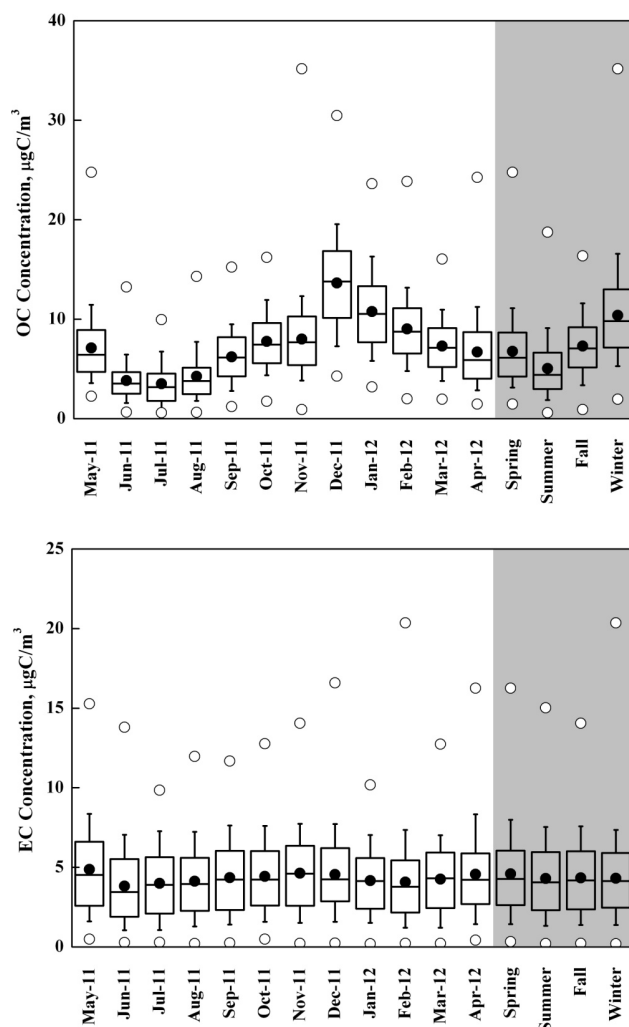 40
30
20
10
0
OC Concentration, μgC/m³
May-11
Jun-11
Jul-11
Aug-11
Sep-11
Oct-11
Nov-11
Dec-11
Jan-12
Feb-12
Mar-12
Apr-12
Spring
Summer
Fall
Winter
25
20
15
10
5
0
EC Concentration, μgC/m³
May-11
Jun-11
Jul-11
Aug-11
Sep-11
Oct-11
Nov-11
Dec-11
Jan-12
Feb-12
Mar-12
Apr-12
Spring
Summer
Fall
Winter